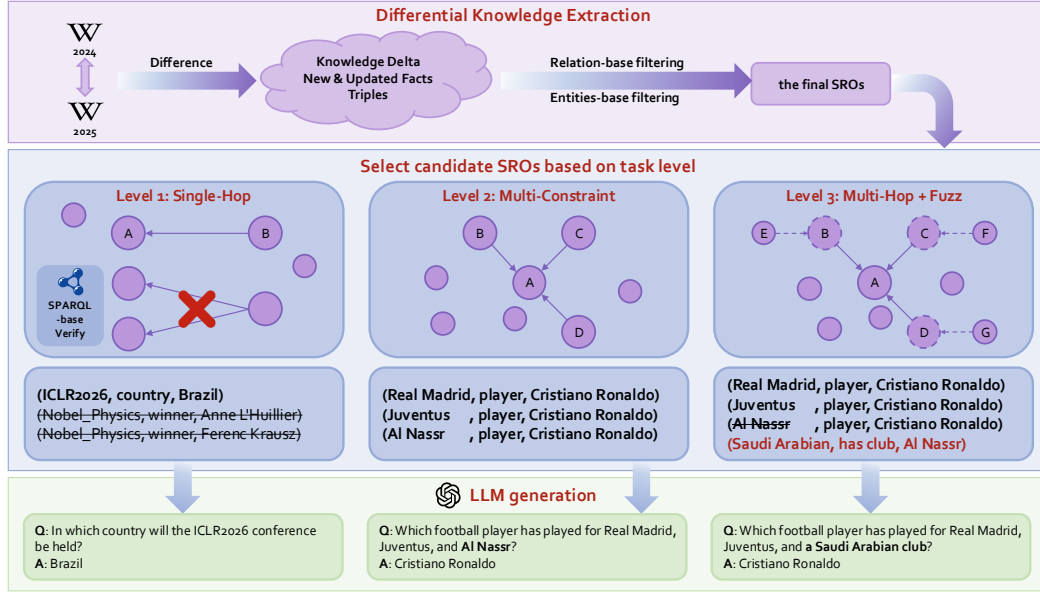 Differential Knowledge Extraction
W
2024
W
2025
Difference
Knowledge Delta
New & Updated Facts
Triples
Relation-base filtering
Entities-base filtering
the final SROs
Select candidate SROs based on task level
Level 1: Single-Hop
A
B
SPARQL
-base
Verify
(ICLR2026, country, Brazil)
(Nobel_Physics, winner, Anne L'Huillier)
(Nobel_Physics, winner, Ferenc Krausz)
Level 2: Multi-Constraint
B
C
A
D
(Real Madrid, player, Cristiano Ronaldo)
(Juventus , player, Cristiano Ronaldo)
(Al Nassr , player, Cristiano Ronaldo)
Level 3: Multi-Hop + Fuzz
E
B
C
F
A
D
G
(Real Madrid, player, Cristiano Ronaldo)
(Juventus , player, Cristiano Ronaldo)
(Al Nassr , player, Cristiano Ronaldo)
(Saudi Arabian, has club, Al Nassr)
LLM generation
Q: In which country will the ICLR2026 conference
be held?
A: Brazil
Q: Which football player has played for Real Madrid,
Juventus, and Al Nassr?
A: Cristiano Ronaldo
Q: Which football player has played for Real Madrid,
Juventus, and a Saudi Arabian club?
A: Cristiano Ronaldo